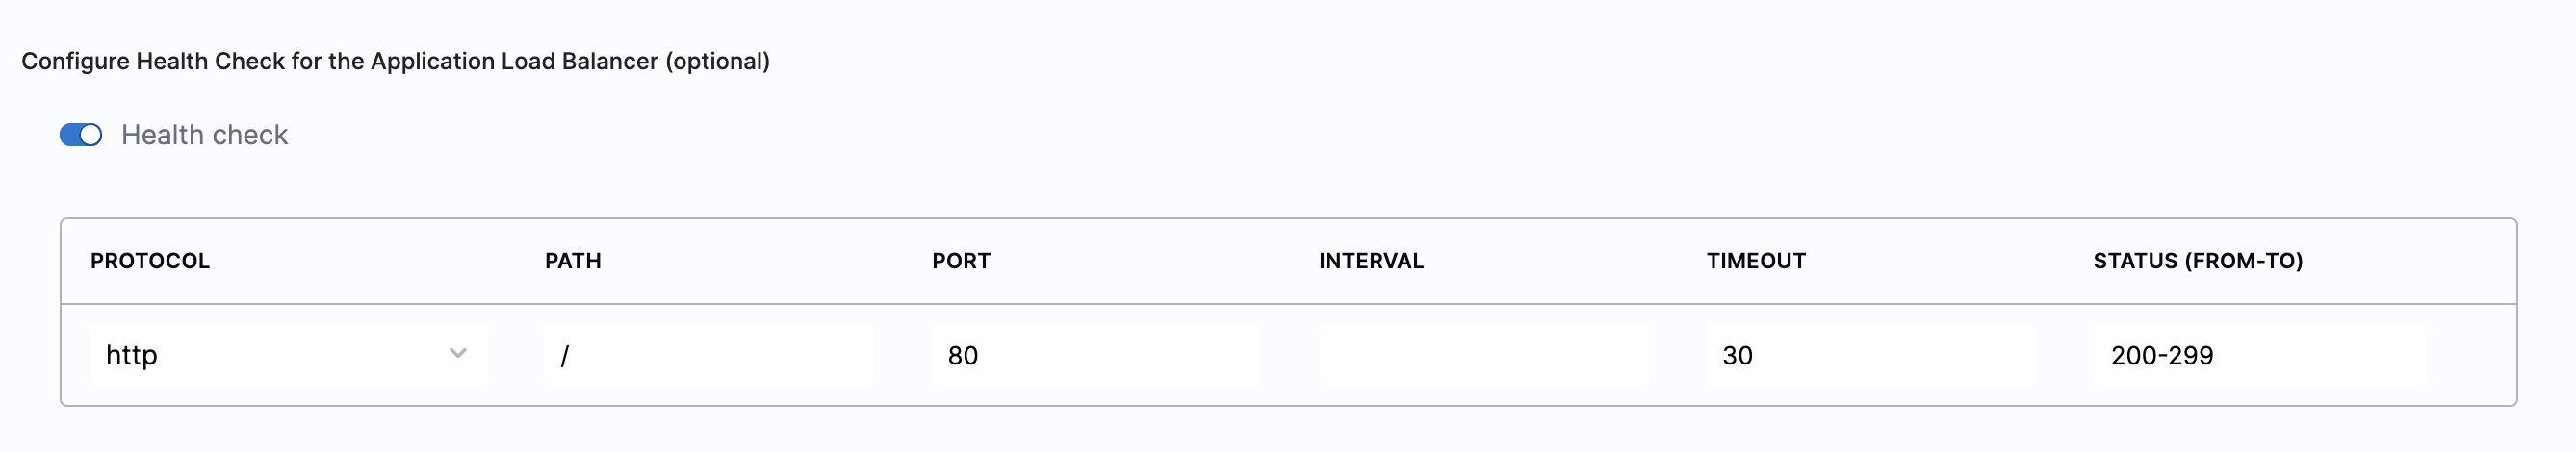 Configure Health Check for the Application Load Balancer (optional)
Health check
PROTOCOL PATH PORT INTERVAL TIMEOUT STATUS (FROM-TO)
http / 80 30 200-299